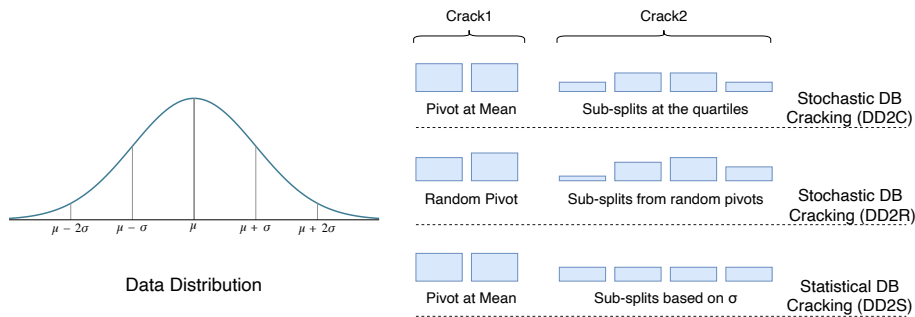 Crack1
Crack2
Pivot at Mean
Sub-splits at the quartiles
Stochastic DB
Cracking (DD2C)
Random Pivot
Sub-splits from random pivots
Stochastic DB
Cracking (DD2R)
μ − 2σ
μ − σ
μ
μ + σ
μ + 2σ
Data Distribution
Pivot at Mean
Sub-splits based on σ
Statistical DB
Cracking (DD2S)